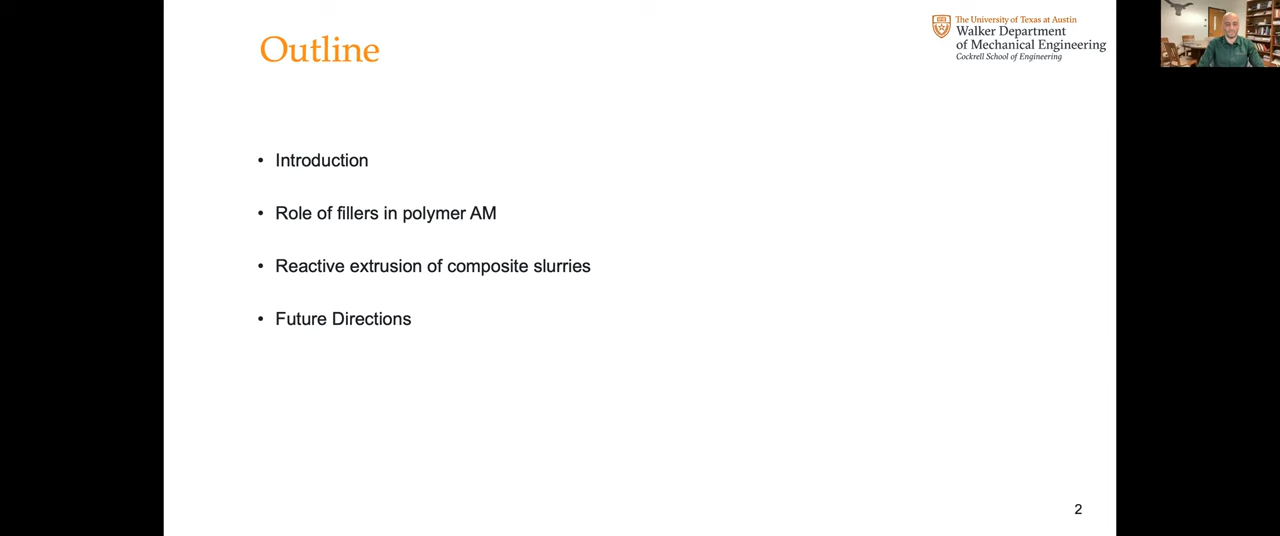 Outline
The University of Texas at Austin
Walker Department
of Mechanical Engineering
Cockrell School of Engineering
• Introduction
• Role of fillers in polymer AM
• Reactive extrusion of composite slurries
• Future Directions
2